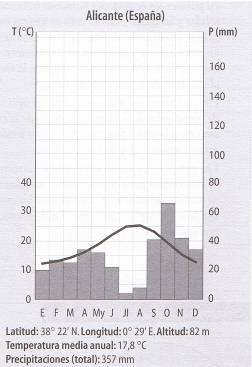 Alicante (España)
T (°C) P (mm)
160
140
120
100
40 80
30 60
20 40
10 20
0
E F M A My J Jl A S O N D
Latitud: 38° 22' N. Longitud: 0° 29' E. Altitud: 82 m
Temperatura media anual: 17,8 °C
Precipitaciones (total): 357 mm